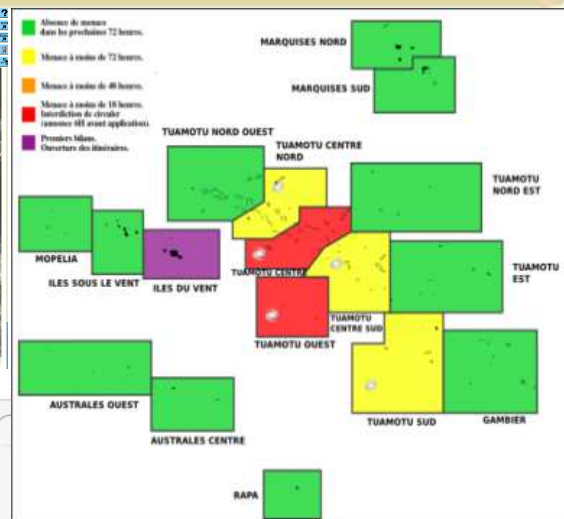 Absence de menace
dans les prochaines 72 heures.
Menace à moins de 72 heures.
Menace à moins de 48 heures.
Menace à moins de 18 heures.
Interdiction de circuler
(annonce 6H avant application).
Premiers bilans.
Ouverture des itinéraires.
MARQUISES NORD
MARQUISES SUD
TUAMOTU NORD OUEST
TUAMOTU CENTRE
NORD
TUAMOTU
NORD EST
MOPELIA
ILES SOUS LE VENT
ILES DU VENT
TUAMOTU CENTRE
TUAMOTU
EST
TUAMOTU OUEST
TUAMOTU
CENTRE SUD
AUSTRALES OUEST
AUSTRALES CENTRE
TUAMOTU SUD
GAMBIER
RAPA